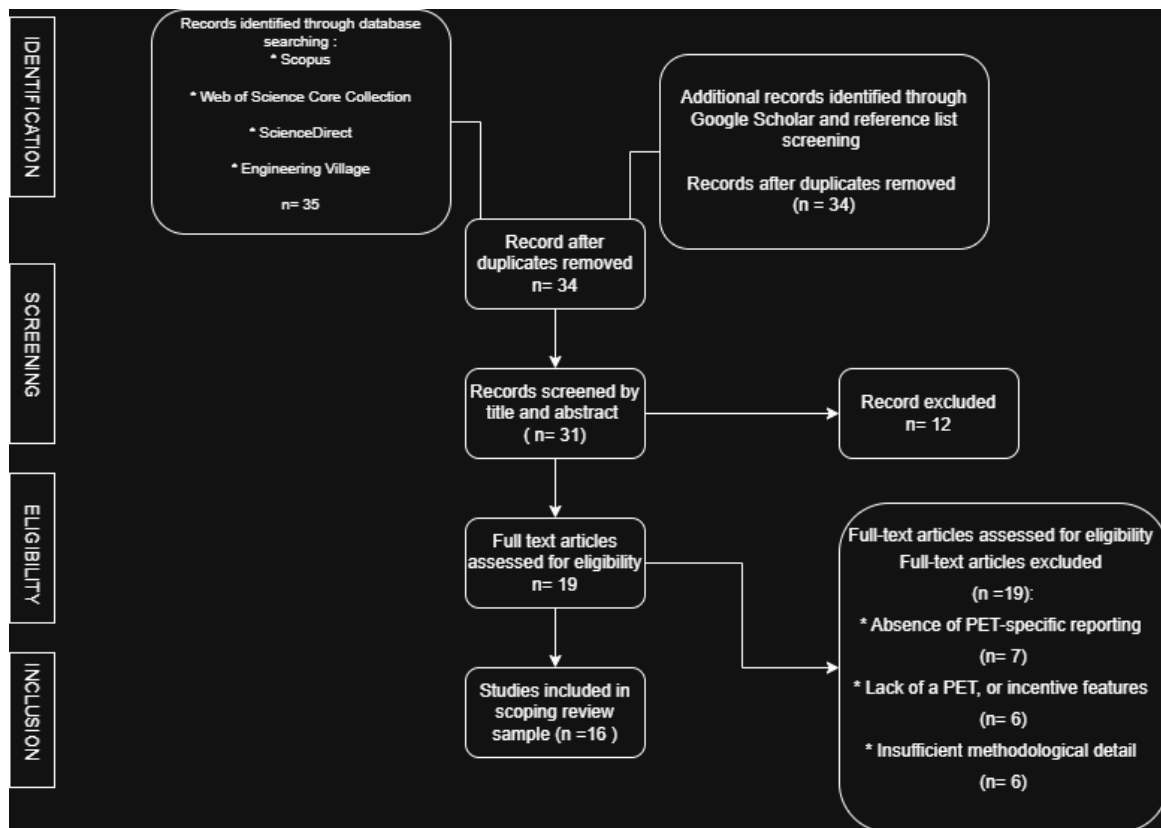 IDENTIFICATION
Records identified through database
searching :
* Scopus
* Web of Science Core Collection
* ScienceDirect
* Engineering Village
n= 35
Additional records identified through
Google Scholar and reference list
screening
Records after duplicates removed
(n = 34)
Record after
duplicates removed
n= 34
SCREENING
Records screened by
title and abstract
( n= 31)
Record excluded
n= 12
ELIGIBILITY
Full text articles
assessed for eligibility
n= 19
Full-text articles assessed for eligibility
Full-text articles excluded
(n =19):
* Absence of PET-specific reporting
(n= 7)
* Lack of a PET, or incentive features
(n= 6)
* Insufficient methodological detail
(n= 6)
INCLUSION
Studies included in
scoping review
sample (n =16 )